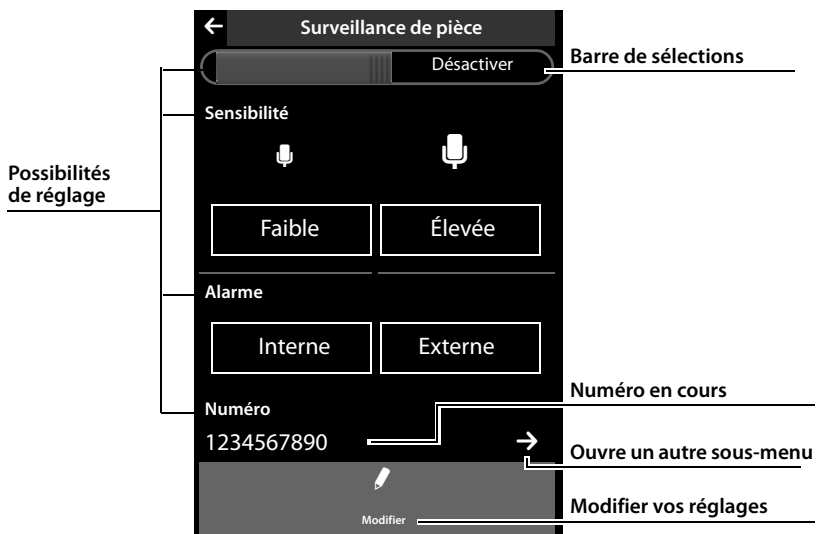 Surveillance de pièce
Désactiver
Barre de sélections
Sensibilité
Possibilités
de réglage
Faible
Élevée
Alarme
Interne
Externe
Numéro en cours
Numéro
1234567890
Ouvre un autre sous-menu
Modifier vos réglages
Modifier